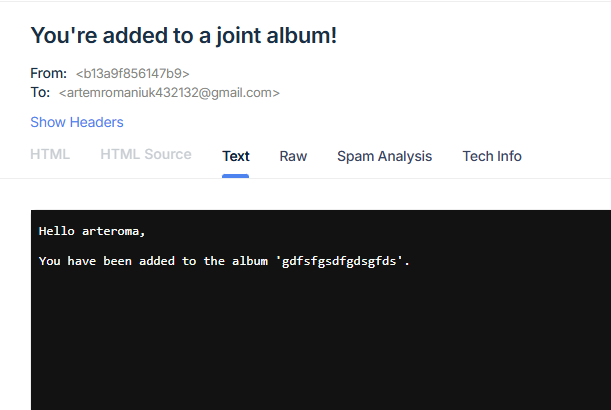 You're added to a joint album!
From: <b13a9f856147b9>
To: <artemromaniuk432132@gmail.com>
Show Headers
HTML HTML Source Text Raw Spam Analysis Tech Info
Hello arteroma,
You have been added to the album 'gdfsfgsdfgdsgfds'.